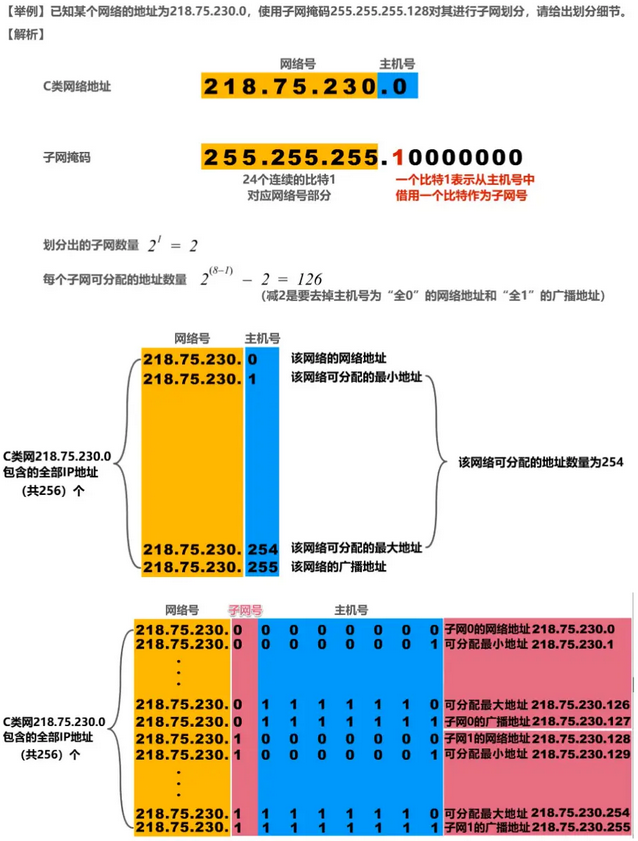 【举例】已知某个网络的地址为218.75.230.0，使用子网掩码255.255.255.128对其进行子网划分，请给出划分细节。
【解析】
网络号 主机号
C类网络地址 218.75.230.0
子网掩码 255.255.255.10000000
24个连续的比特1 一个比特1表示从主机号中
对应网络号部分 借用一个比特作为子网号
划分出的子网数量 2^1 = 2
每个子网可分配的地址数量 2^(8-1) - 2 = 126
（减2是要去掉主机号为“全0”的网络地址和“全1”的广播地址）
网络号 主机号
218.75.230. 0 该网络的网络地址
218.75.230. 1 该网络可分配的最小地址
C类网218.75.230.0
包含的全部IP地址
（共256）个
该网络可分配的地址数量为254
218.75.230. 254 该网络可分配的最大地址
218.75.230. 255 该网络的广播地址
网络号 子网号 主机号
218.75.230. 0 0 0 0 0 0 0 0 子网0的网络地址 218.75.230.0
218.75.230. 0 0 0 0 0 0 0 1 可分配最小地址 218.75.230.1
218.75.230. 0 1 1 1 1 1 1 0 可分配最大地址 218.75.230.126
218.75.230. 0 1 1 1 1 1 1 1 子网0的广播地址 218.75.230.127
C类网218.75.230.0
包含的全部IP地址
（共256）个
218.75.230. 1 0 0 0 0 0 0 0 子网1的网络地址 218.75.230.128
218.75.230. 1 0 0 0 0 0 0 1 可分配最小地址 218.75.230.129
218.75.230. 1 1 1 1 1 1 1 0 可分配最大地址 218.75.230.254
218.75.230. 1 1 1 1 1 1 1 1 子网1的广播地址 218.75.230.255